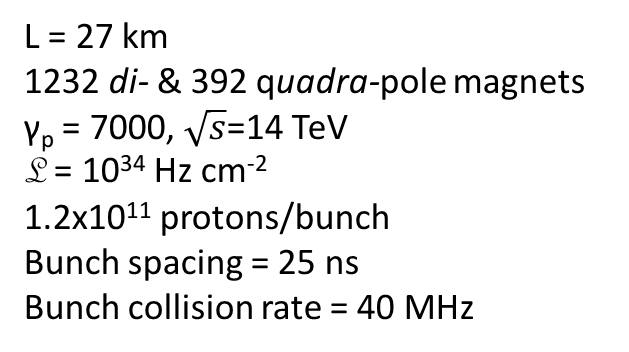 L = 27 km
1232 di- & 392 quadra-pole magnets
γₚ = 7000, √s=14 TeV
ℒ = 10³⁴ Hz cm⁻²
1.2x10¹¹ protons/bunch
Bunch spacing = 25 ns
Bunch collision rate = 40 MHz